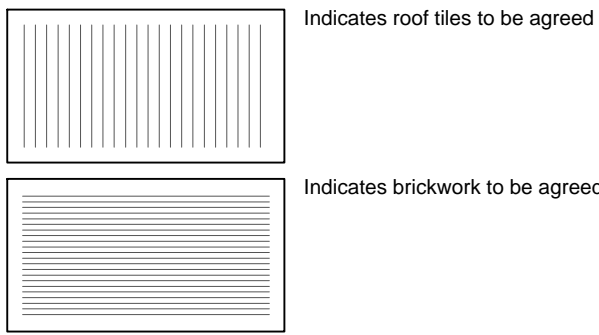 Indicates roof tiles to be agreed
Indicates brickwork to be agreed